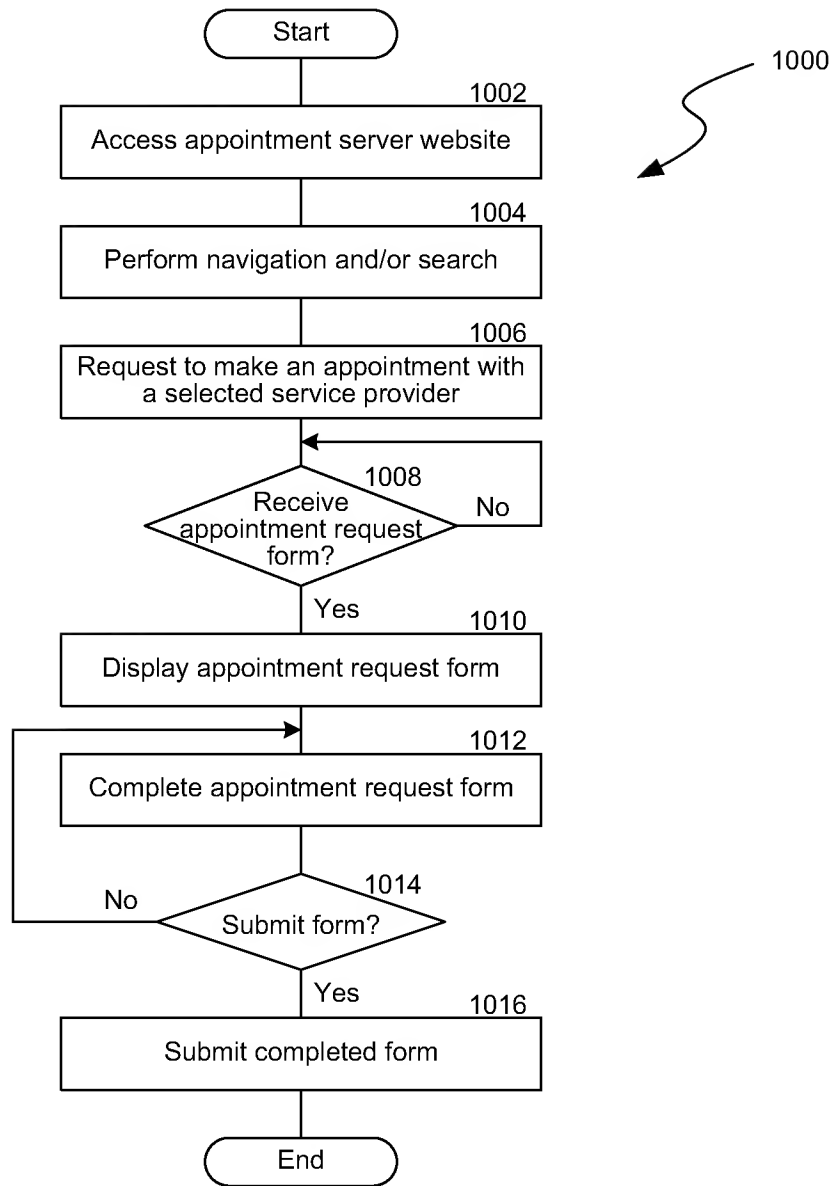 Start
1000
1002
Access appointment server website
1004
Perform navigation and/or search
1006
Request to make an appointment with
a selected service provider
1008
Receive
appointment request
form?
No
Yes
1010
Display appointment request form
1012
Complete appointment request form
1014
No
Submit form?
Yes
1016
Submit completed form
End